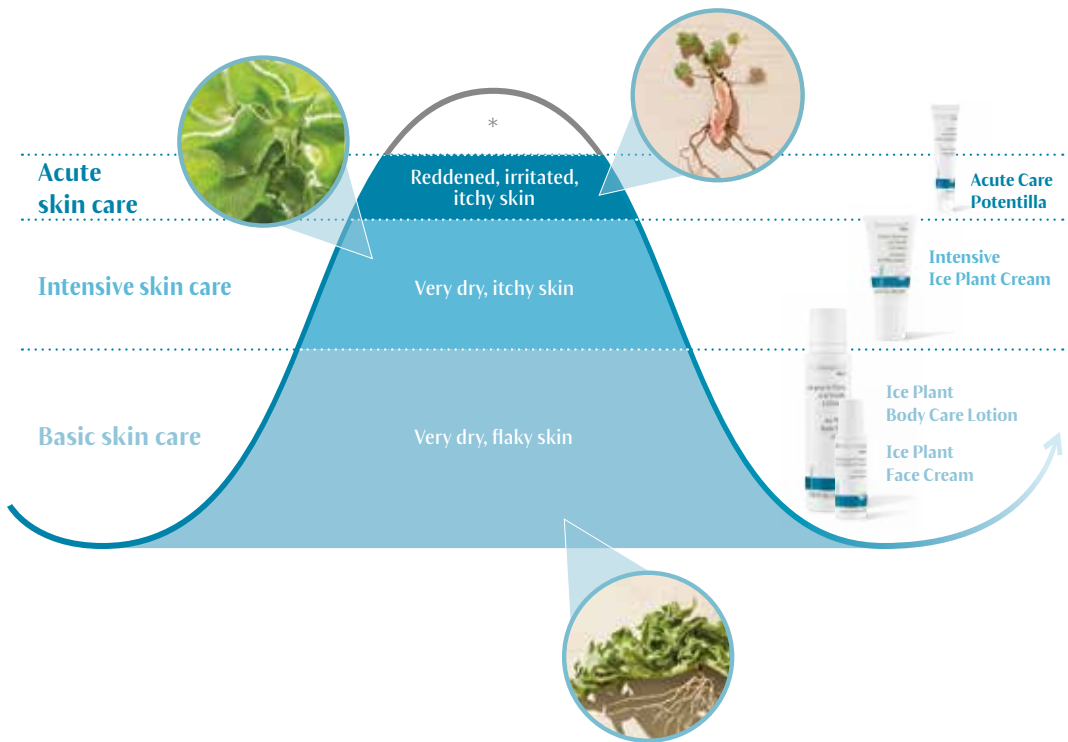 *
Acute
skin care
Reddened, irritated,
itchy skin
Acute Care
Potentilla
Intensive skin care
Very dry, itchy skin
Intensive
Ice Plant Cream
Basic skin care
Very dry, flaky skin
Ice Plant
Body Care Lotion
Ice Plant
Face Cream